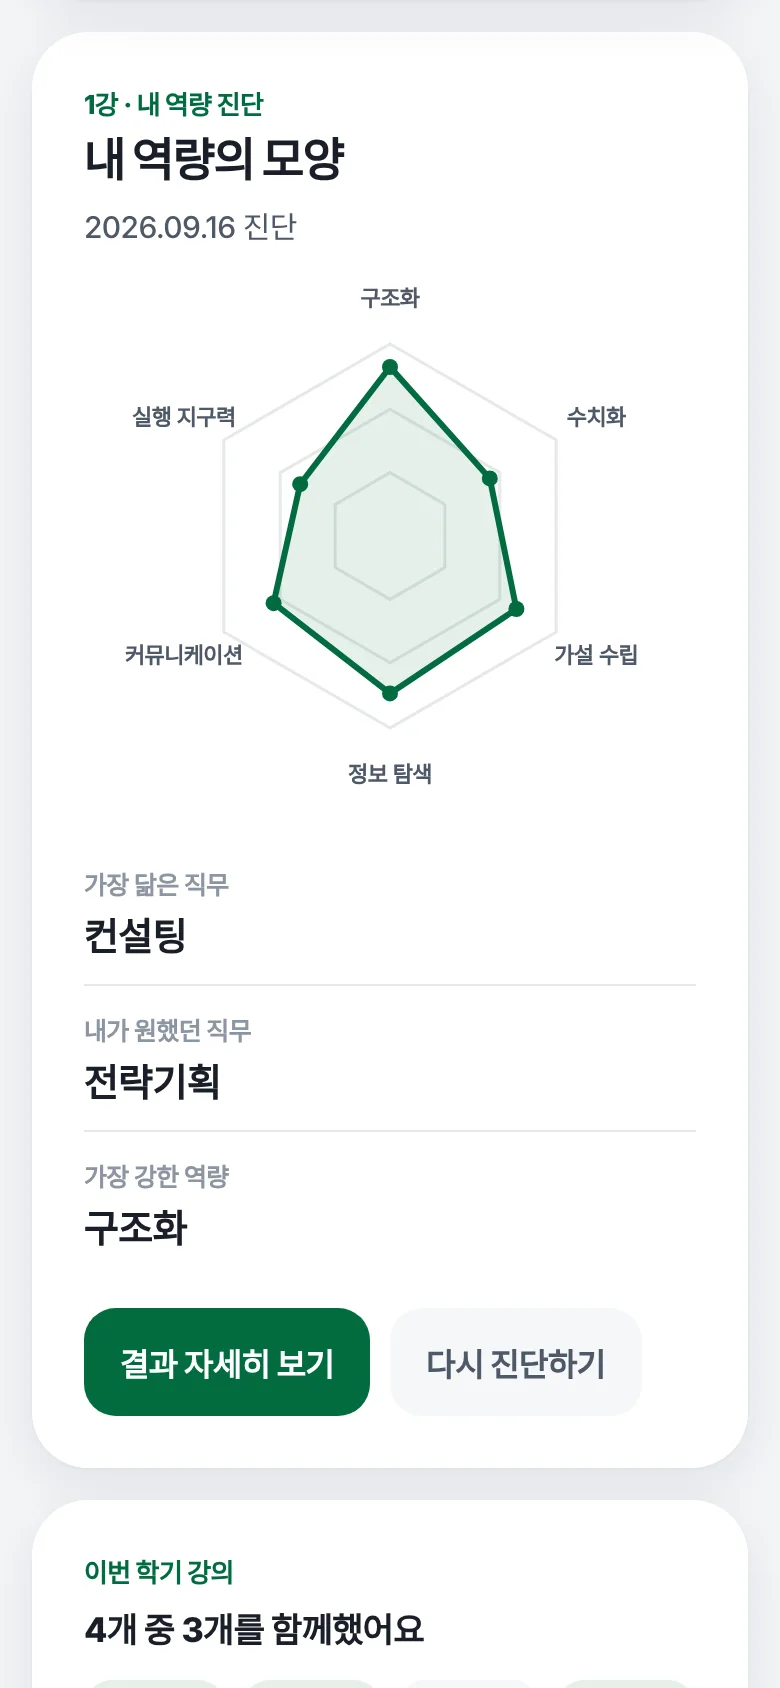 1강 · 내 역량 진단
내 역량의 모양
2026.09.16 진단
구조화
실행 지구력
수치화
커뮤니케이션
가설 수립
정보 탐색
가장 닮은 직무
컨설팅
내가 원했던 직무
전략기획
가장 강한 역량
구조화
결과 자세히 보기
다시 진단하기
이번 학기 강의
4개 중 3개를 함께했어요